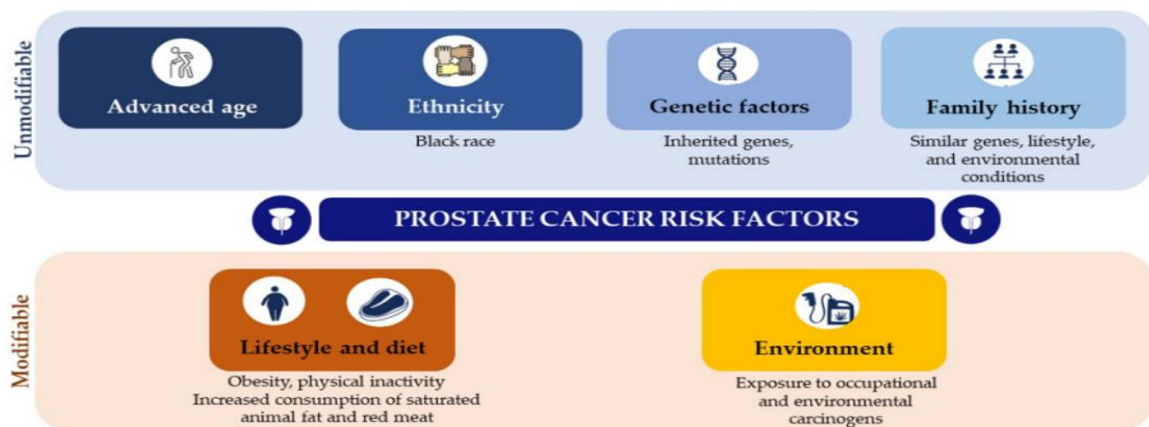 Unmodifiable
Advanced age
Ethnicity
Black race
Genetic factors
Inherited genes,
mutations
Family history
Similar genes, lifestyle,
and environmental
conditions
PROSTATE CANCER RISK FACTORS
Modifiable
Lifestyle and diet
Obesity, physical inactivity
Increased consumption of saturated
animal fat and red meat
Environment
Exposure to occupational
and environmental
carcinogens